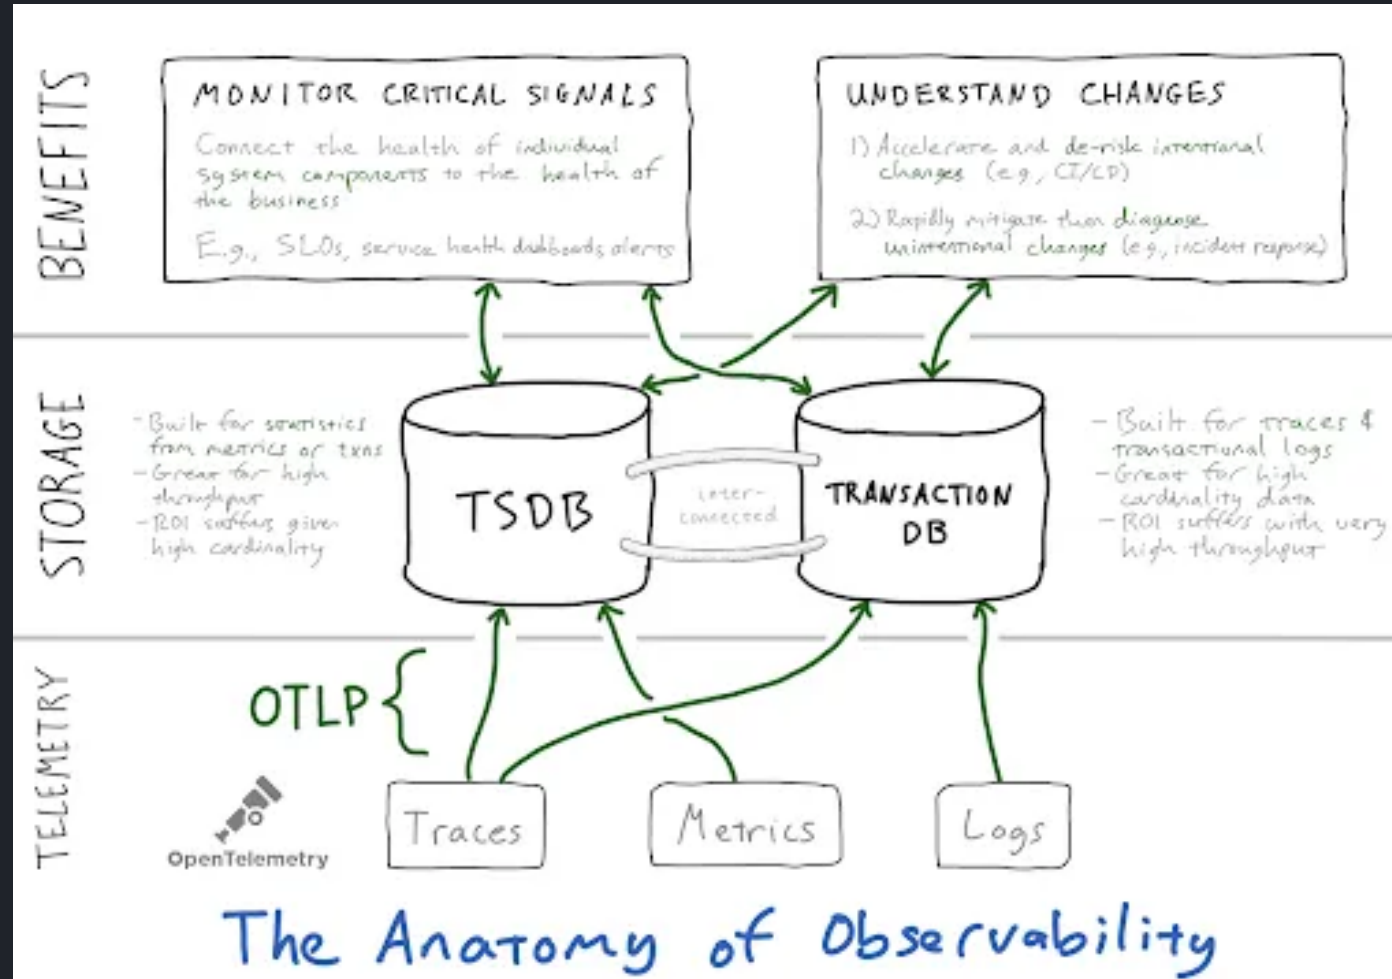 BENEFITS
MONITOR CRITICAL SIGNALS
Connect the health of individual
system components to the health of
the business
E.g., SLOs, service health dashboards, alerts
UNDERSTAND CHANGES
1) Accelerate and de-risk intentional
changes (e.g., CI/CD)
2) Rapidly mitigate then diagnose
unintentional changes (e.g., incident response)
STORAGE
- Built for statistics
from metrics or txns
- Great for high
throughput
- ROI suffers given
high cardinality
TSDB
inter-
connected
TRANSACTION
DB
- Built for traces &
transactional logs
- Great for high
cardinality data
- ROI suffers with very
high throughput
TELEMETRY
OTLP {
OpenTelemetry
Traces
Metrics
Logs
The Anatomy of Observability